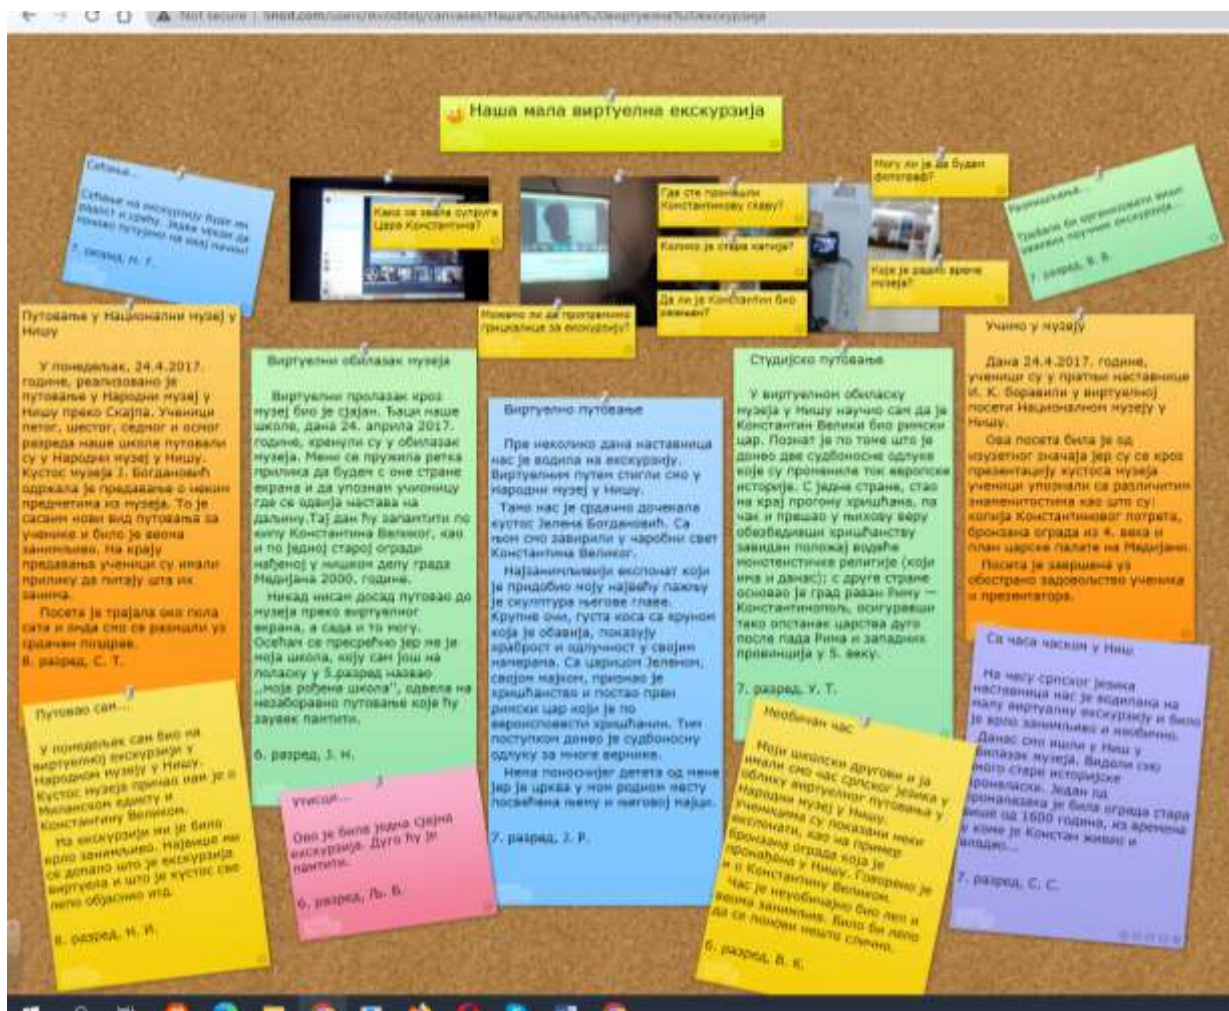 Not secure
Наша мала виртуелна екскурзија
Сећања...
Сећање на екскурзију буди ми
радост и срећу. Једва чекам да
поново путујемо на овај начин!
7. разред, Н. Т.
Како се звала супруга
Цара Константина?
Где сте пронашли
Константинову главу?
Колико је стара капија?
Да ли је Константин био
ожењен?
Могу ли ја да будем
фотограф?
Које је радно време
музеја?
Можемо ли да припремимо
грицкалице за екскурзију?
Размишљања...
Требали би организовати више
оваквих поучних екскурзија...
7. разред, В. В.
Путовање у Национални музеј у
Нишу
У понедељак, 24.4.2017.
године, реализовано је
путовање у Народни музеј у
Нишу преко Скајпа. Ученици
петог, шестог, седмог и осмог
разреда наше школе путовали
су у Народни музеј у Нишу.
Кустос музеја Ј. Богдановић
одржала је предавање о неким
предметима из музеја. То је
сасвим нови вид путовања за
ученике и било је веома
занимљиво. На крају
предавања ученици су имали
прилику да питају шта их
занима.
Посета је трајала око пола
сата и онда смо се разишли уз
срдачан поздрав.
8. разред, С. Т.
Виртуелни обилазак музеја
Виртуелни пролазак кроз
музеј био је сјајан. Ђаци наше
школе, дана 24. априла 2017.
године, кренули су у обилазак
музеја. Мени се пружила ретка
прилика да будем с оне стране
екрана и да упознам учионицу
где се одвија настава на
даљину.Тај дан ћу запантити по
кипу Константина Великог, као
и по једној старој огради
нађеној у нишком делу града
Медијана 2000. године.
Никад нисам досад путовао до
музеја преко виртуелног
екрана, а сада и то могу.
Осећам се пресрећно јер ме је
моја школа, коју сам још на
поласку у 5.разред назвао
,,моја рођена школа'', одвела на
незаборавно путовање које ћу
заувек пантити.
6. разред, Ј. Н.
Виртуелно путовање
Пре неколико дана наставница
нас је водила на екскурзију.
Виртуелним путем стигли смо у
Народни музеј у Нишу.
Тамо нас је срдачно дочекала
кустос Јелена Богдановић. Са
њом смо завирили у чаробни свет
Константина Великог.
Најзанимљивији експонат који
је придобио моју највећу пажњу
је скулптура његове главе.
Крупне очи, густа коса са круном
која је обавија, показују
храброст и одлучност у својим
намерама. Са царицом Јеленом,
својом мајком, признао је
хришћанство и постао први
римски цар који је по
вероисповести хришћанин. Тим
поступком донео је судбоносну
одлуку за многе вернике.
Нема поноснијег детета од мене
јер је црква у мом родном месту
посвећена њему и његовој мајци.
7. разред, Ј. Р.
Студијско путовање
У виртуелном обиласку
музеја у Нишу научио сам да је
Константин Велики био римски
цар. Познат је по томе што је
донео две судбоносне одлуке
које су промениле ток европске
историје. С једне стране, стао
на крај прогону хришћана, па
чак и прешао у њихову веру
обезбедивши хришћанству
завидан положај водеће
монотеистичке религије (који
има и данас); с друге стране
основао је град раван Риму —
Константинопољ, осигуравши
тако опстанак царства дуго
после пада Рима и западних
провинција у 5. веку.
7. разред, У. Т.
Учимо у музеју
Дана 24.4.2017. године,
ученици су у пратњи наставнице
И. К. боравили у виртуелној
посети Националном музеју у
Нишу.
Ова посета била је од
изузетног значаја јер су се кроз
презентацију кустоса музеја
ученици упознали са различитим
знаменитостима као што су:
копија Константиновог потрета,
бронзана ограда из 4. века и
план царске палате на Медијани.
Посета је завршена уз
обострано задовољство ученика
и презентатора.
Путовао сам...
У понедељак сам био на
виртуелној екскурзији у
Народном музеју у Нишу.
Кустос музеја причао нам је о
Миланском едикту и
Константину Великом.
На екскурзији ми је било
врло занимљиво. Највише ми
се допало што је екскурзија
виртуела и што је кустос све
лепо објаснио итд.
8. разред, Н. И.
Утисци...
Ово је била једна сјајна
екскурзија. Дуго ћу је
пантити.
6. разред, Љ. Б.
Необичан час
Моји школски другови и ја
имали смо час српског језика у
облику виртуелног путовања у
Народни музеј у Нишу.
Ученицима су показани неки
експонати, као на пример
бронзана ограда која је
пронађена у Нишу. Говорено је
и о Константину Великом.
Час је неуобичајно био леп и
веома занимљив. Било би лепо
да се понови нешто слично.
6. разред, В. К.
Са часа часком у Ниш
На часу српског језика
наставница нас је водилана на
малу виртуалну екскурзију и било
је врло занимљиво и необично.
Данас смо ишли у Ниш у
обилазак музеја. Видели смо
много старе историјске
проналаске. Један од
проналазака је била ограда стара
више од 1600 година, из времена
у коме је Констан живио и
владао...
7. разред, С. С.